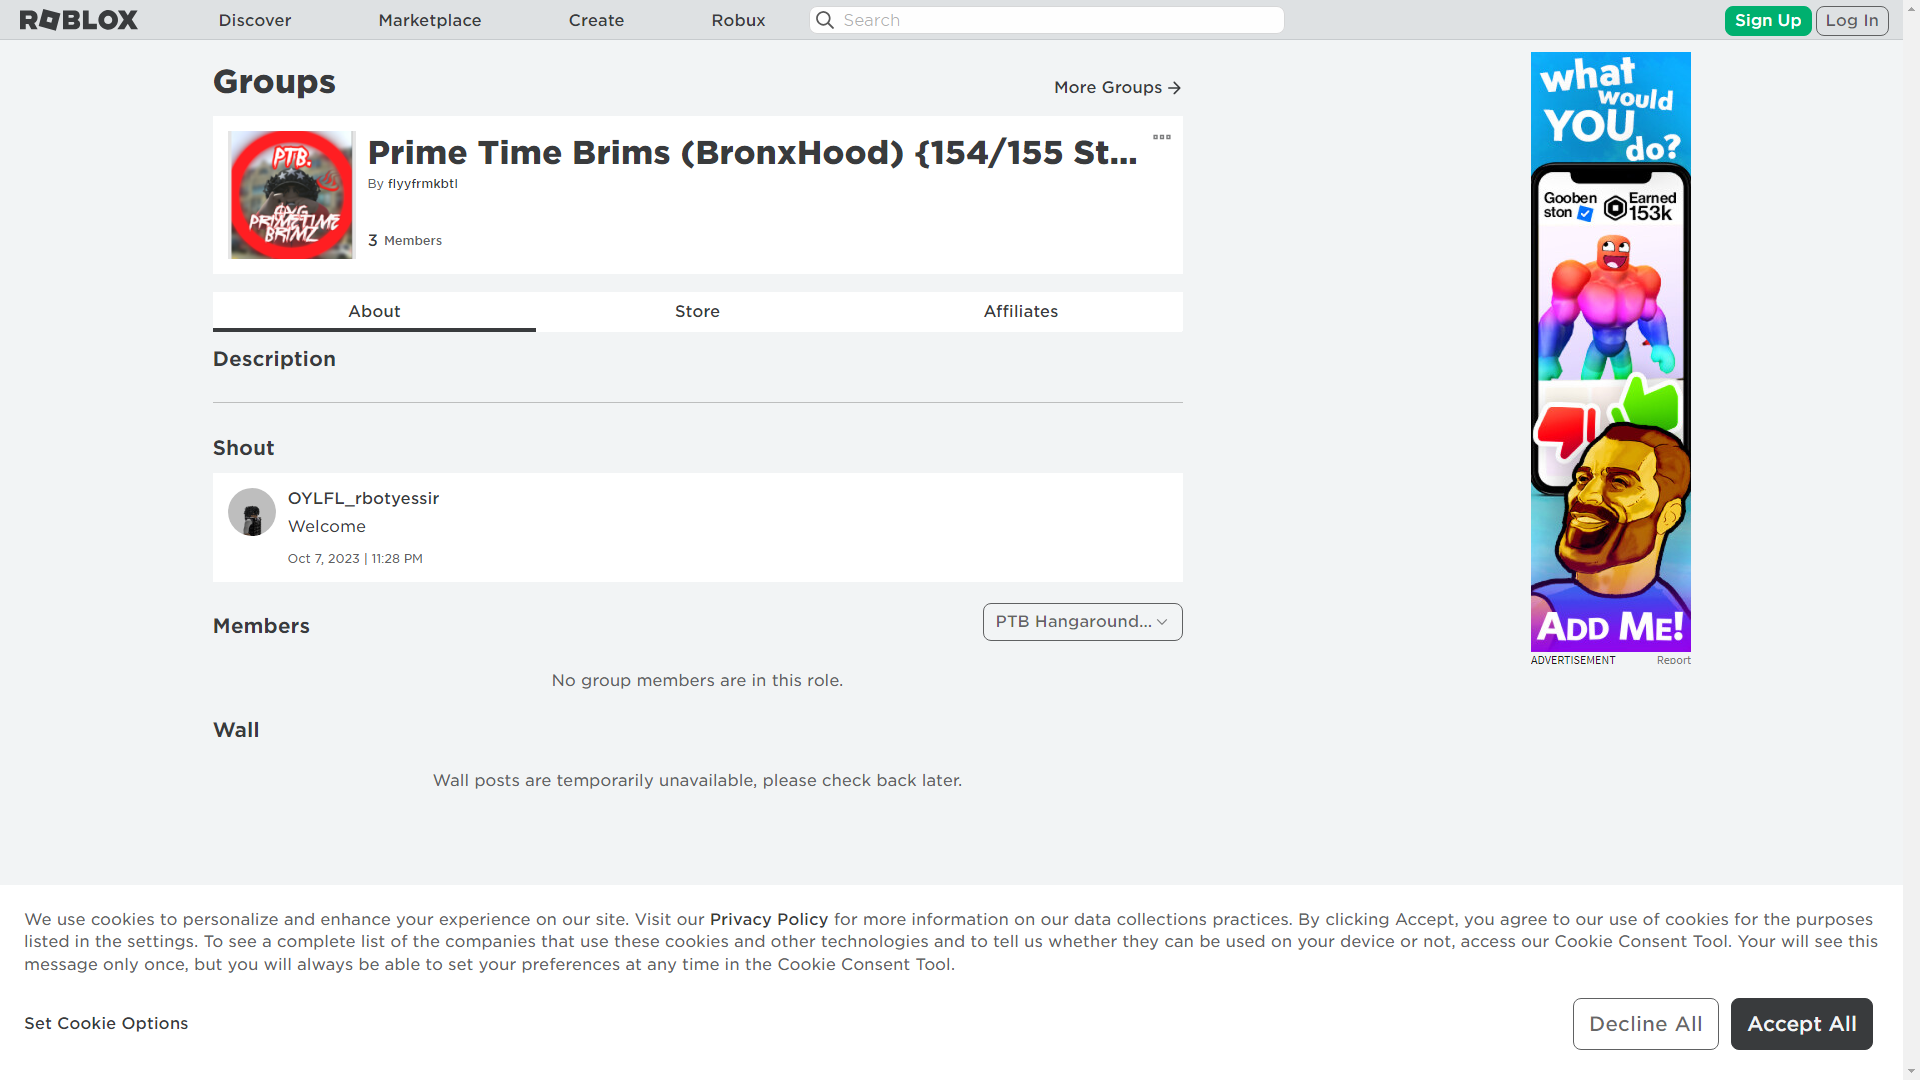 ROBLOX
Discover
Marketplace
Create
Robux
Search
Sign Up
Log In
Groups
More Groups
PTB.
OYG
PRIMETIME
BRIMZ
Prime Time Brims (BronxHood) {154/155 St...
By flyyfrmkbtl
3 Members
About
Store
Affiliates
Description
Shout
OYLFL_rbotyessir
Welcome
Oct 7, 2023 | 11:28 PM
Members
PTB Hangaround...
No group members are in this role.
Wall
Wall posts are temporarily unavailable, please check back later.
what
would
YOU
do?
Gooben
ston
Earned
153k
ADD ME!
ADVERTISEMENT
Report
We use cookies to personalize and enhance your experience on our site. Visit our Privacy Policy for more information on our data collections practices. By clicking Accept, you agree to our use of cookies for the purposes
listed in the settings. To see a complete list of the companies that use these cookies and other technologies and to tell us whether they can be used on your device or not, access our Cookie Consent Tool. Your will see this
message only once, but you will always be able to set your preferences at any time in the Cookie Consent Tool.
Set Cookie Options
Decline All
Accept All